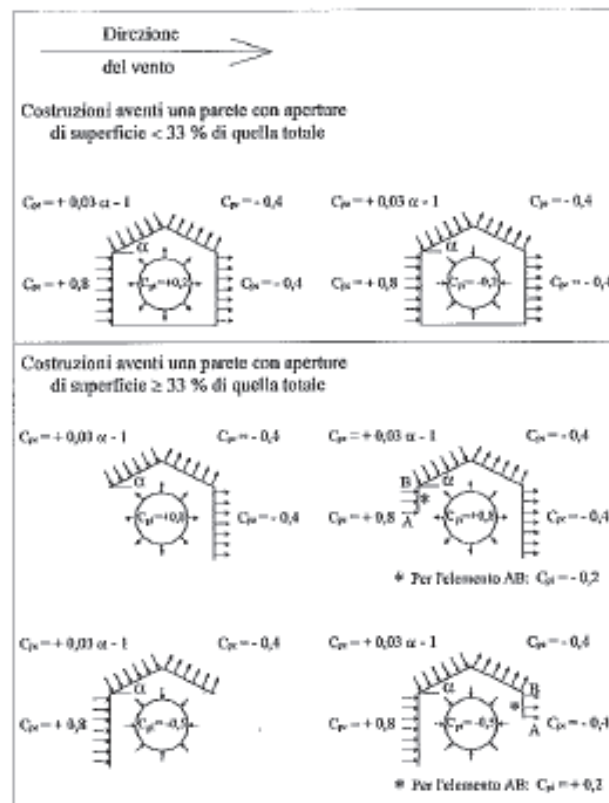 Direzione
del vento
Costruzioni aventi una parete con aperture
di superficie < 33 % di quella totale
Cpe = + 0,03 α - 1 Cpe = - 0,4 Cpe = + 0,03 α - 1 Cpe = - 0,4
α α
Cpe = + 0,8 Cpi = +0,2 Cpe = - 0,4 Cpe = + 0,8 Cpi = -0,2 Cpe = - 0,4
Costruzioni aventi una parete con aperture
di superficie ≥ 33 % di quella totale
Cpe = + 0,03 α - 1 Cpe = - 0,4 Cpe = + 0,03 α - 1 Cpe = - 0,4
α B α
Cpi = +0,8 Cpe = - 0,4 Cpe = + 0,8 A * Cpi = +0,8 Cpe = - 0,4
* Per l'elemento AB: Cpi = - 0,2
Cpe = + 0,03 α - 1 Cpe = - 0,4 Cpe = + 0,03 α - 1 Cpe = - 0,4
α α B
Cpe = + 0,8 Cpi = -0,5 Cpe = + 0,8 Cpi = -0,5 * A Cpe = - 0,4
* Per l'elemento AB: Cpi = + 0,2